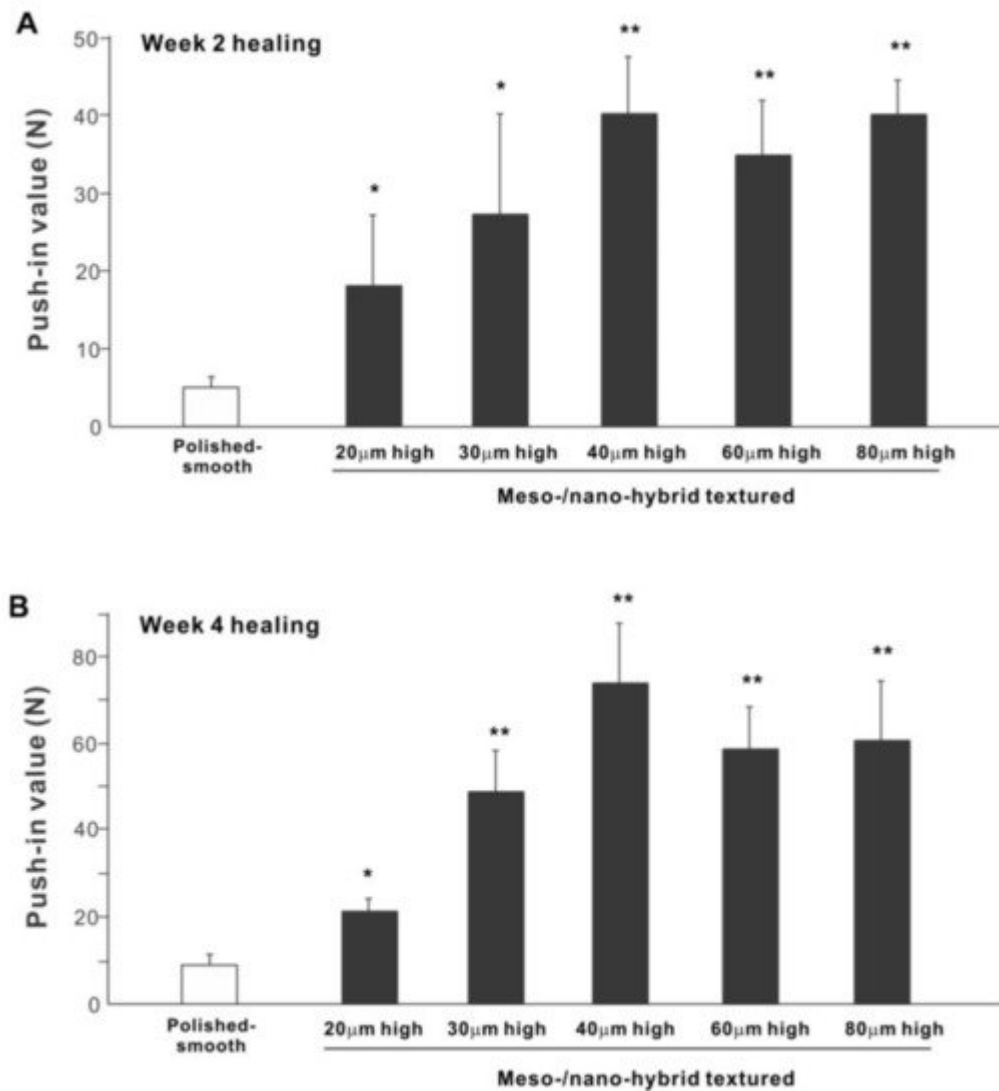 A
Week 2 healing
Push-in value (N)
50
40
30
20
10
0
*
*
**
**
**
Polished-
smooth
20μm high
30μm high
40μm high
60μm high
80μm high
Meso-/nano-hybrid textured
B
Week 4 healing
Push-in value (N)
80
60
40
20
0
*
**
**
**
**
Polished-
smooth
20μm high
30μm high
40μm high
60μm high
80μm high
Meso-/nano-hybrid textured